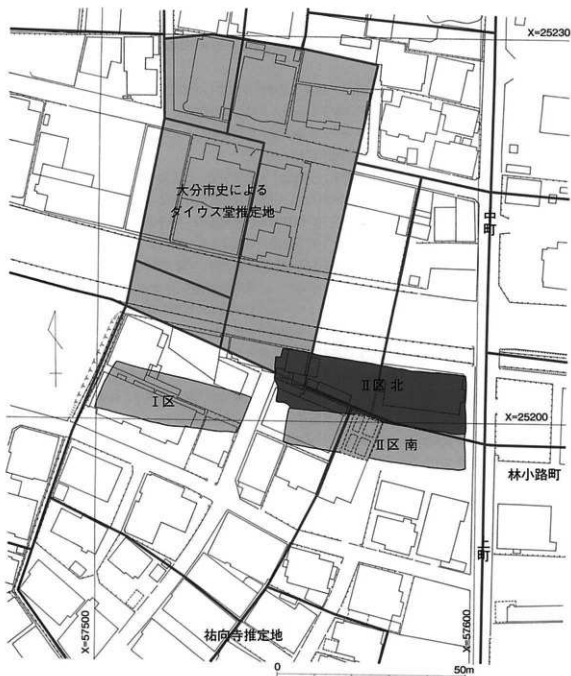 X=25230
大分市史による
ダイウス堂推定地
中
町
Ⅱ区 北
Ⅰ区
X=25200
Ⅱ区 南
林小路町
上
町
X=57500
X=57600
祐向寺推定地
0
50m